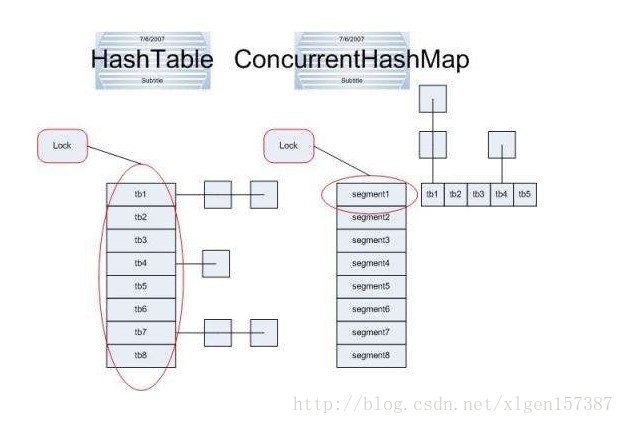 7/6/2007
HashTable
Subtitle
7/6/2007
ConcurrentHashMap
Subtitle
Lock
tb1
tb2
tb3
tb4
tb5
tb6
tb7
tb8
Lock
segment1
segment2
segment3
segment4
segment5
segment6
segment7
segment8
tb1 tb2 tb3 tb4 tb5
http://blog.csdn.net/xlgen157387